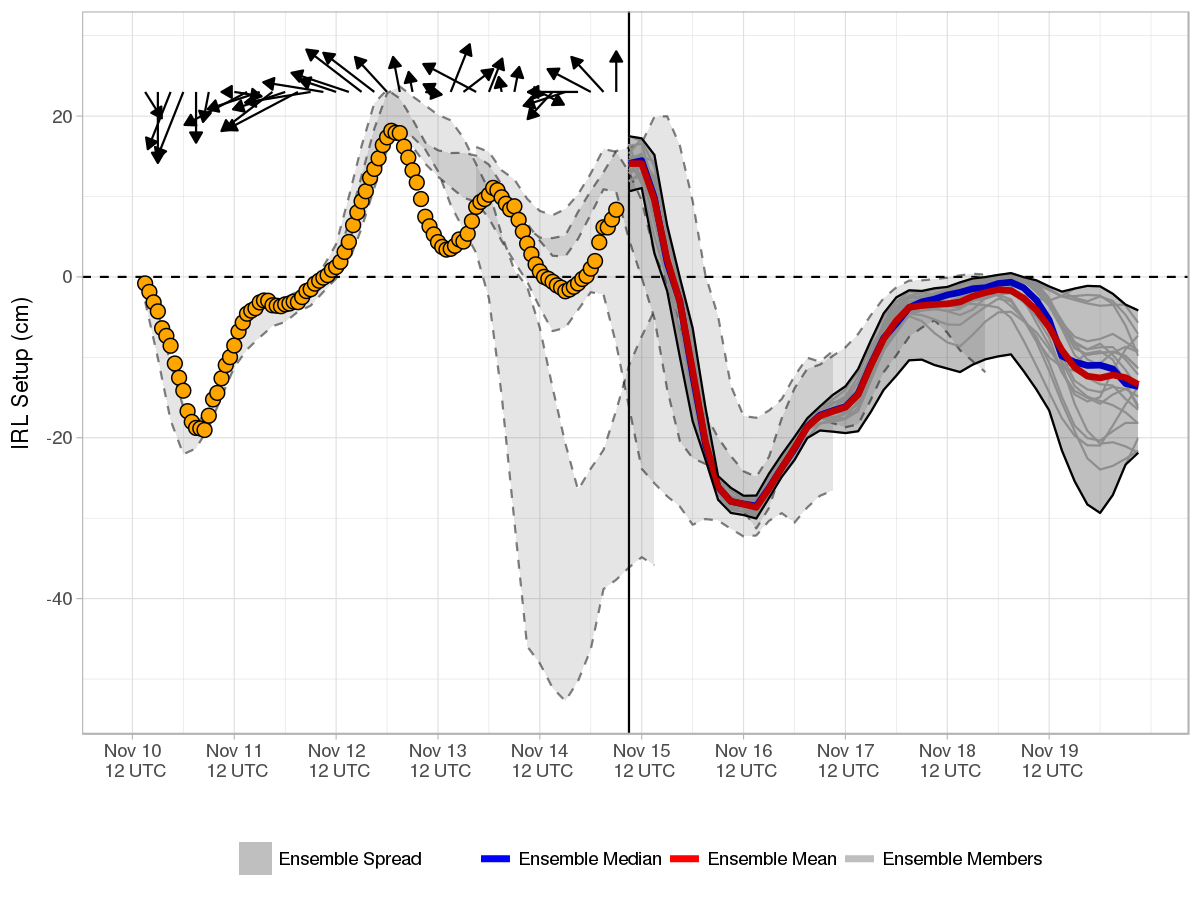 IRL Setup (cm)
20
0
-20
-40
Nov 10 Nov 11 Nov 12 Nov 13 Nov 14 Nov 15 Nov 16 Nov 17 Nov 18 Nov 19
12 UTC 12 UTC 12 UTC 12 UTC 12 UTC 12 UTC 12 UTC 12 UTC 12 UTC 12 UTC
Ensemble Spread Ensemble Median Ensemble Mean Ensemble Members